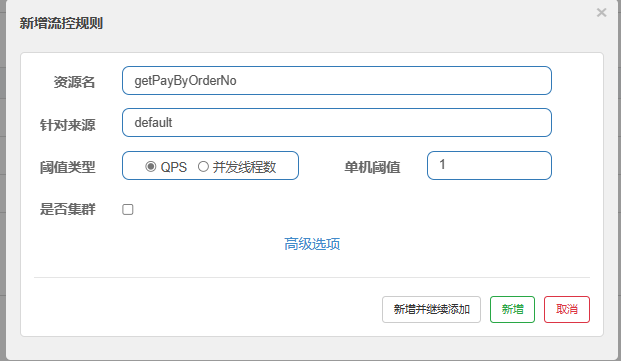 新增流控规则
×
资源名 getPayByOrderNo
针对来源 default
阈值类型 QPS 并发线程数 单机阈值 1
是否集群
高级选项
新增并继续添加 新增 取消